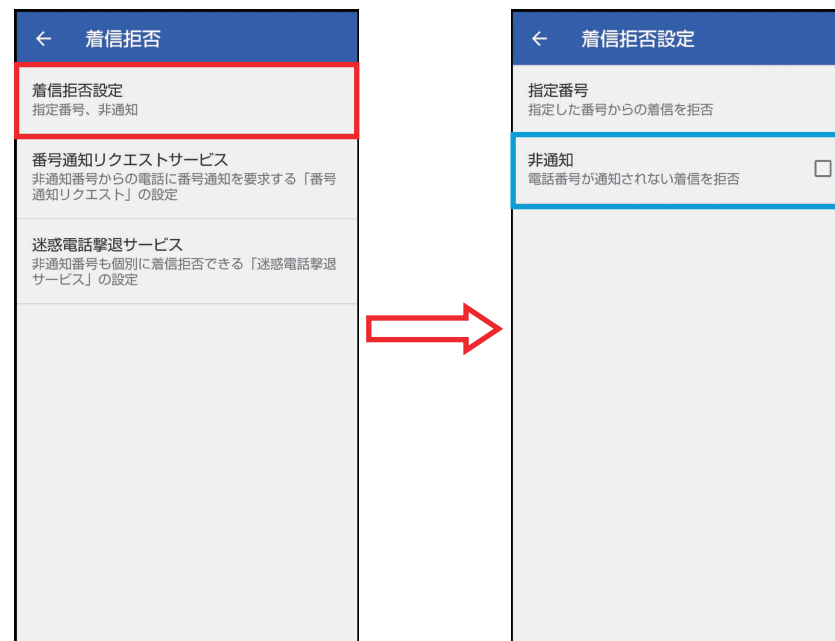 着信拒否
着信拒否設定
指定番号、非通知
番号通知リクエストサービス
非通知番号からの電話に番号通知を要求する「番号
通知リクエスト」の設定
迷惑電話撃退サービス
非通知番号も個別に着信拒否できる「迷惑電話撃退
サービス」の設定
着信拒否設定
指定番号
指定した番号からの着信を拒否
非通知
電話番号が通知されない着信を拒否